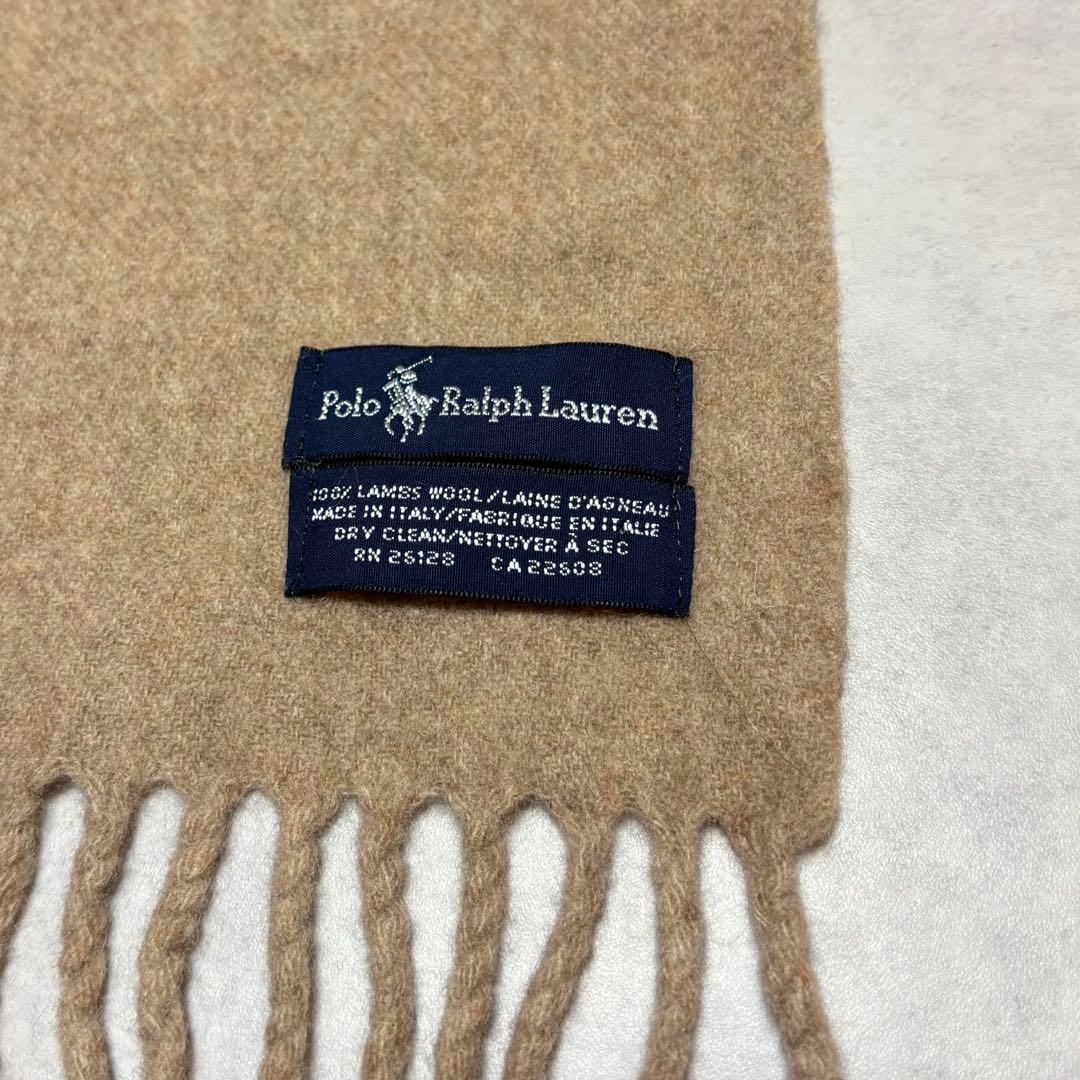 Polo Ralph Lauren
100% LAMBS WOOL/LAINE D'AGNEAU
MADE IN ITALY/FABRIQUE EN ITALIE
DRY CLEAN/NETTOYER À SEC
RN 26128 CA 22608